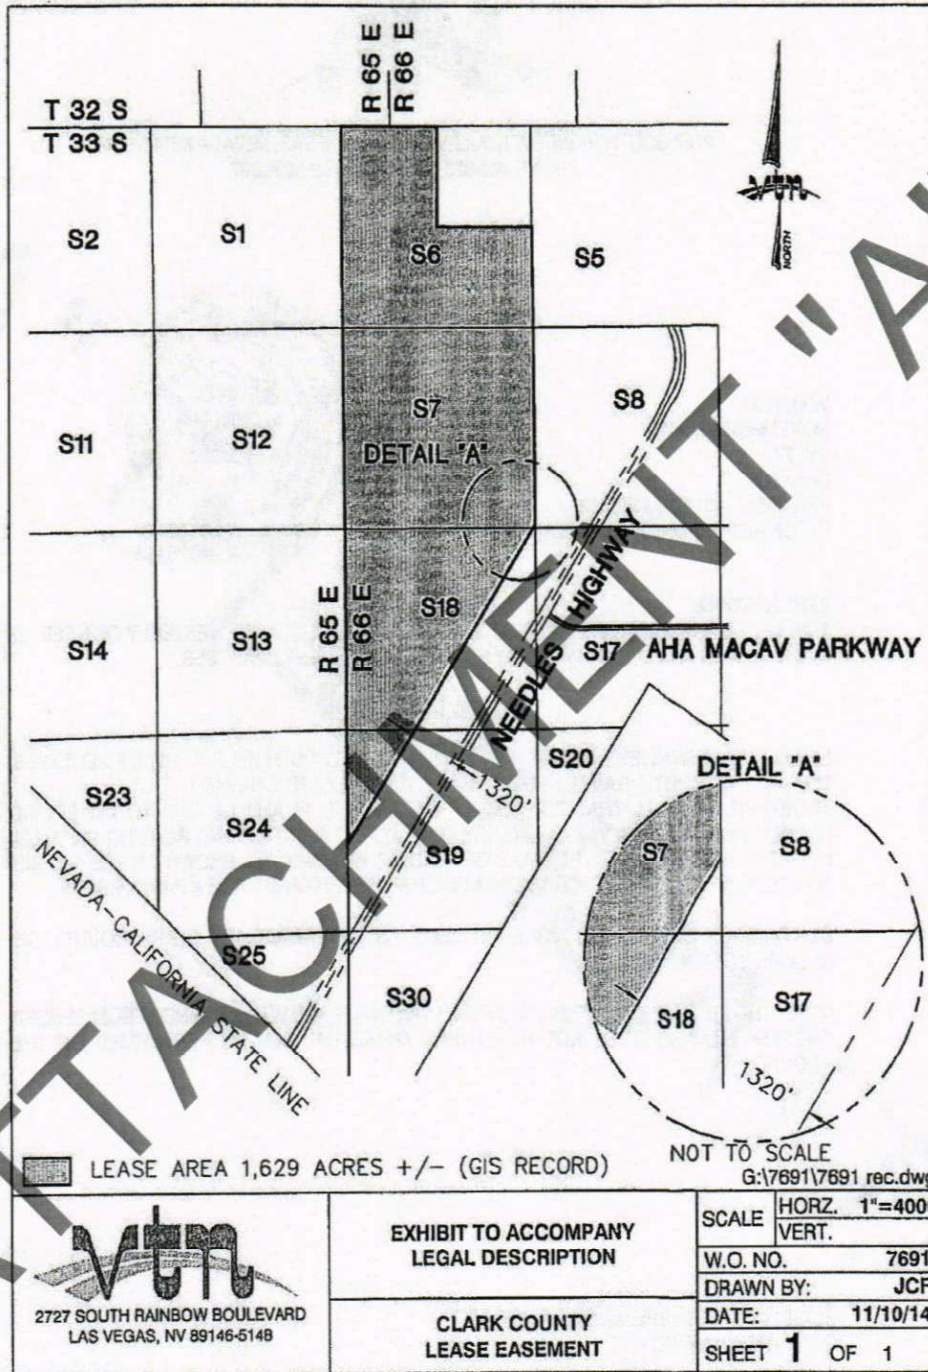 R 65 E
R 66 E
T 32 S
T 33 S
NORTH
S2
S1
S6
S5
S11
S12
S7
S8
DETAIL "A"
NEEDLES HIGHWAY
R 65 E
R 66 E
S14
S13
S18
S17
AHA MACAV PARKWAY
1320'
S20
S23
S24
S19
NEVADA-CALIFORNIA STATE LINE
S25
S30
DETAIL "A"
S7
S8
S18
S17
1320'
NOT TO SCALE
ATTACHMENT "A"
LEASE AREA 1,629 ACRES +/- (GIS RECORD)
G:\7691\7691 rec.dwg
vtn
2727 SOUTH RAINBOW BOULEVARD
LAS VEGAS, NV 89146-5148
EXHIBIT TO ACCOMPANY
LEGAL DESCRIPTION
CLARK COUNTY
LEASE EASEMENT
SCALE HORZ. 1"=400
VERT.
W.O. NO. 7691
DRAWN BY: JCF
DATE: 11/10/14
SHEET 1 OF 1